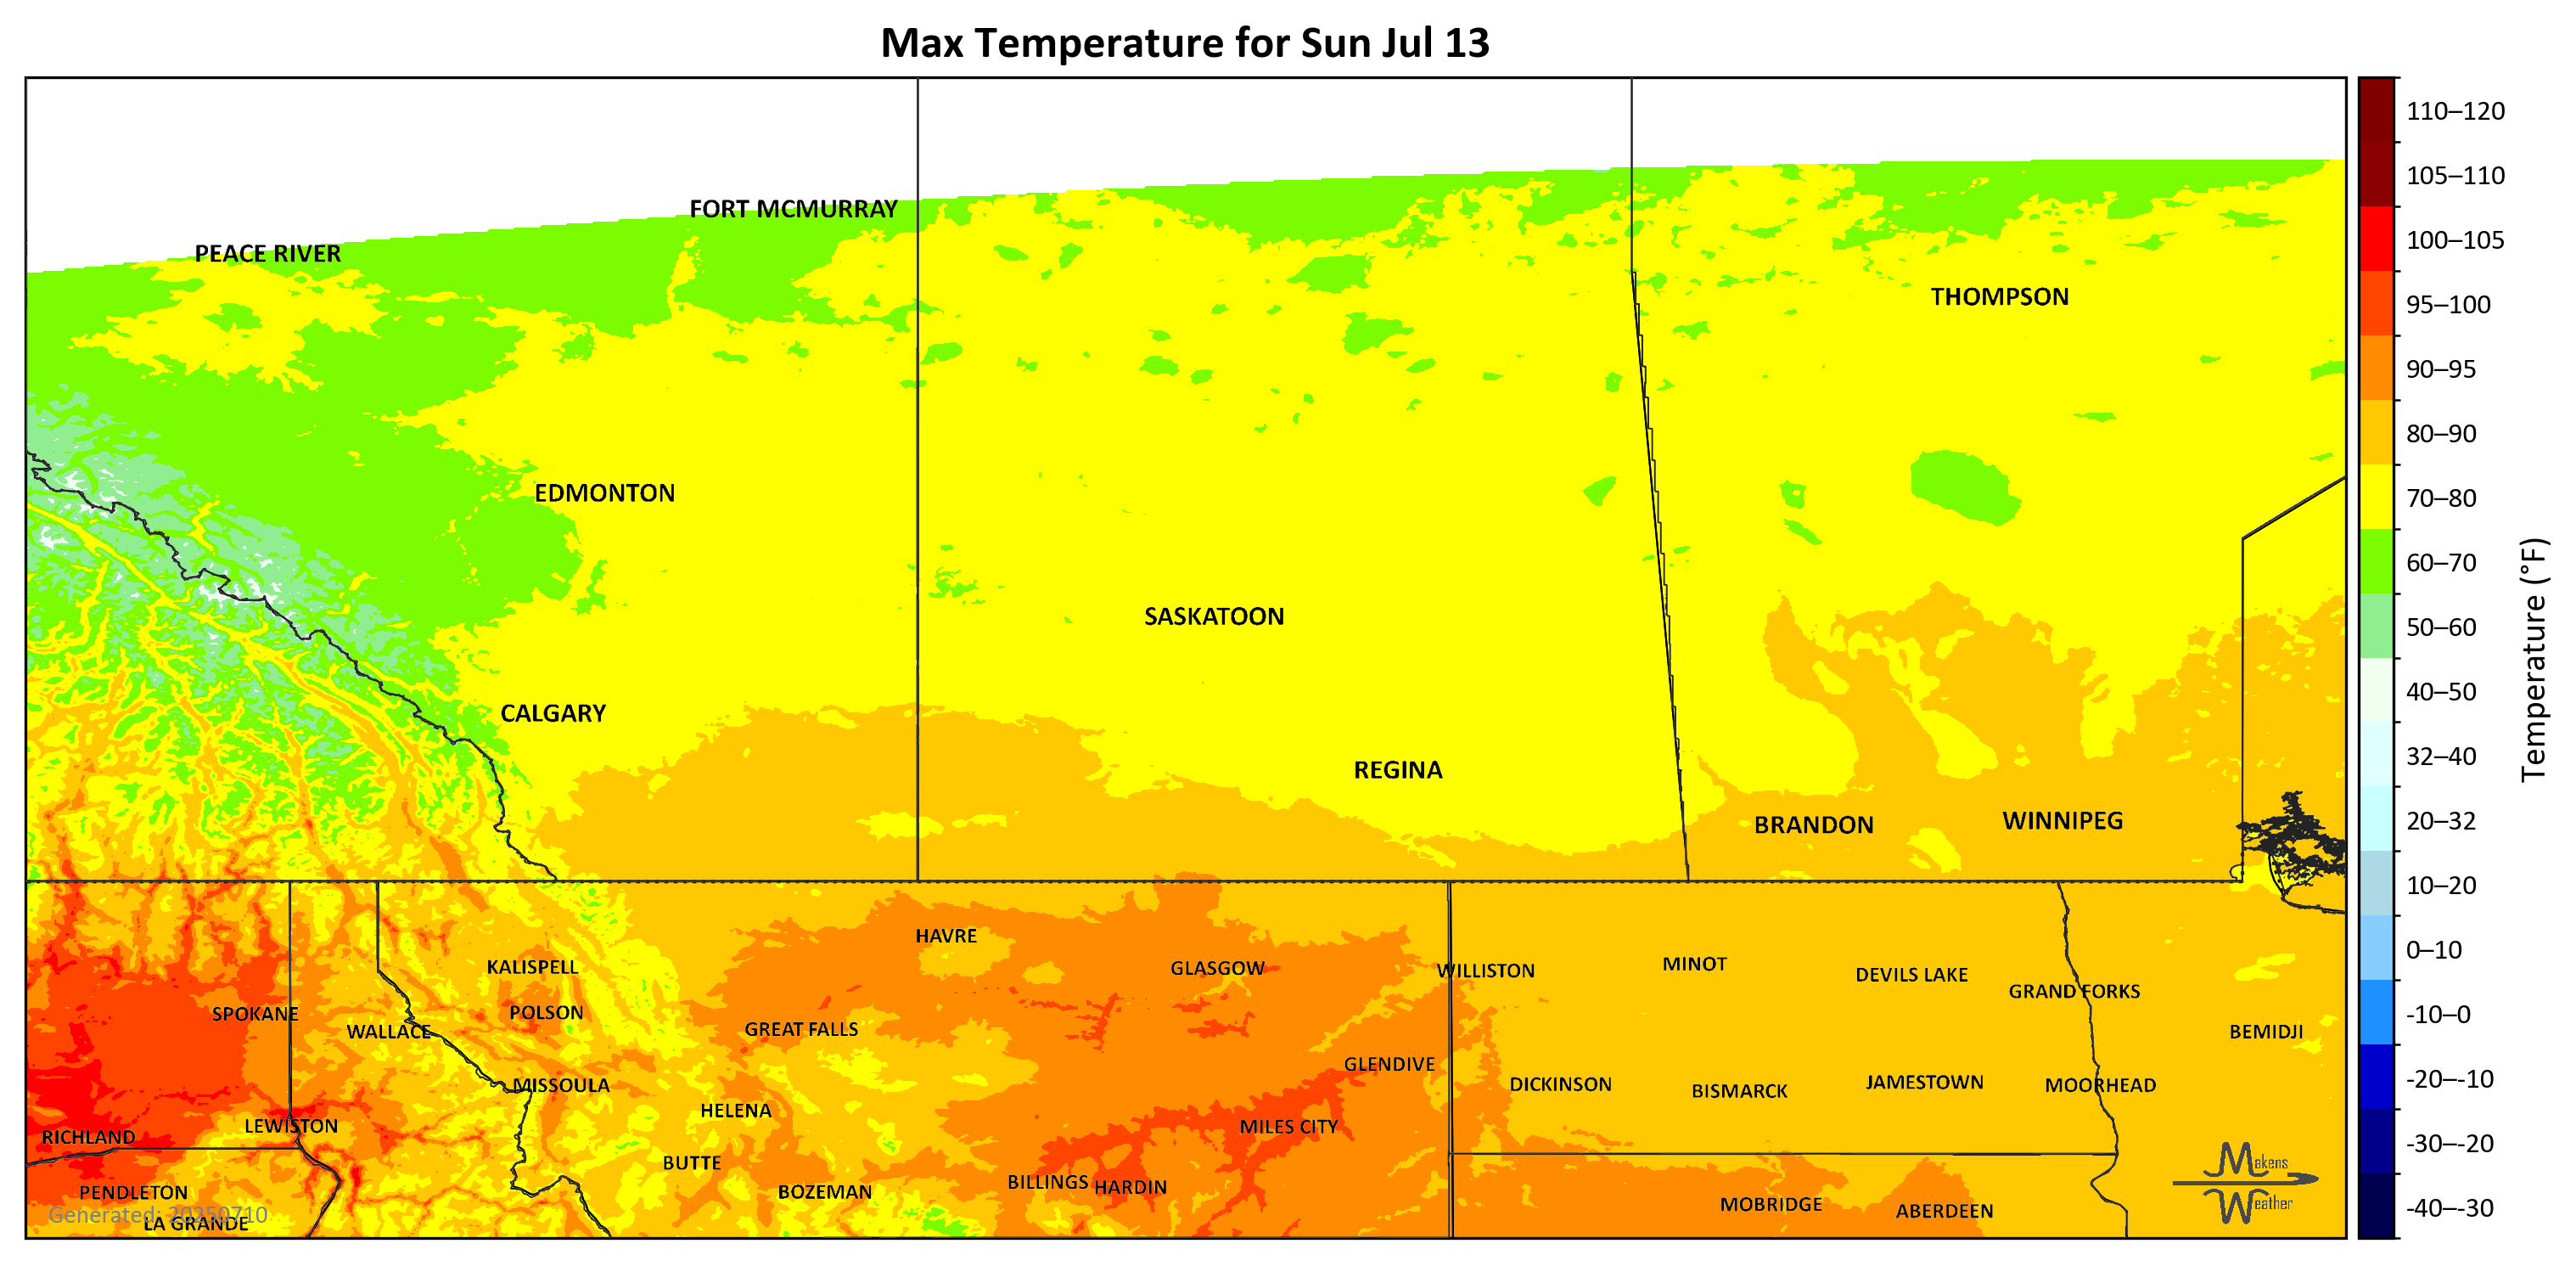 Max Temperature for Sun Jul 13
110–120
105–110
100–105
95–100
90–95
80–90
70–80
60–70
50–60
40–50
32–40
20–32
10–20
0–10
-10–0
-20–-10
-30–-20
-40–-30
Temperature (°F)
FORT MCMURRAY
PEACE RIVER
THOMPSON
EDMONTON
SASKATOON
CALGARY
REGINA
BRANDON
WINNIPEG
HAVRE
KALISPELL
GLASGOW
WILLISTON
MINOT
DEVILS LAKE
GRAND FORKS
SPOKANE
POLSON
WALLACE
GREAT FALLS
BEMIDJI
GLENDIVE
MISSOULA
DICKINSON
BISMARCK
JAMESTOWN
MOORHEAD
HELENA
LEWISTON
MILES CITY
RICHLAND
BUTTE
BILLINGS
HARDIN
PENDLETON
BOZEMAN
MOBRIDGE
ABERDEEN
Generated: 20250710
LA GRANDE
Makens
Weather